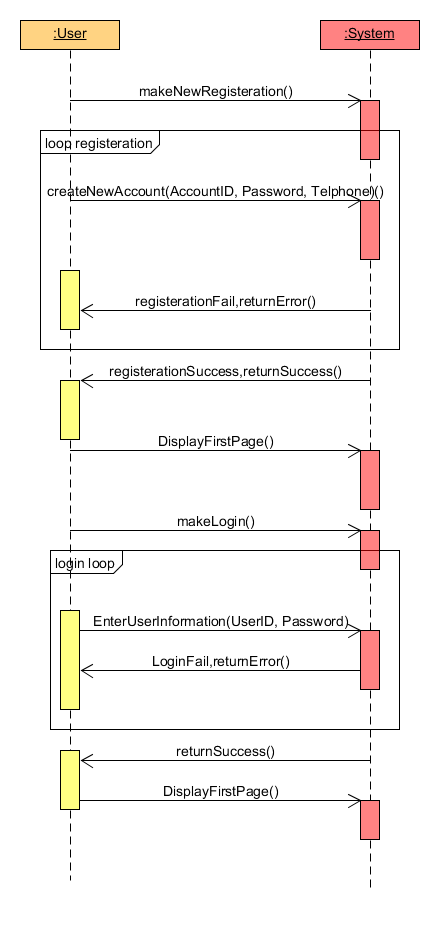 :User
:System
makeNewRegisteration()
loop registeration
createNewAccount(AccountID, Password, Telphone)()
registerationFail,returnError()
registerationSuccess,returnSuccess()
DisplayFirstPage()
makeLogin()
login loop
EnterUserInformation(UserID, Password)
LoginFail,returnError()
returnSuccess()
DisplayFirstPage()